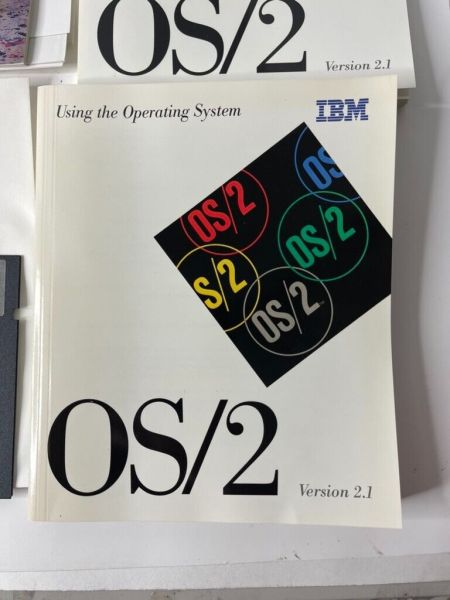 OS/2
Version 2.1
Using the Operating System
IBM
OS/2
OS/2
OS/2
S/2
OS/2
OS/2
Version 2.1